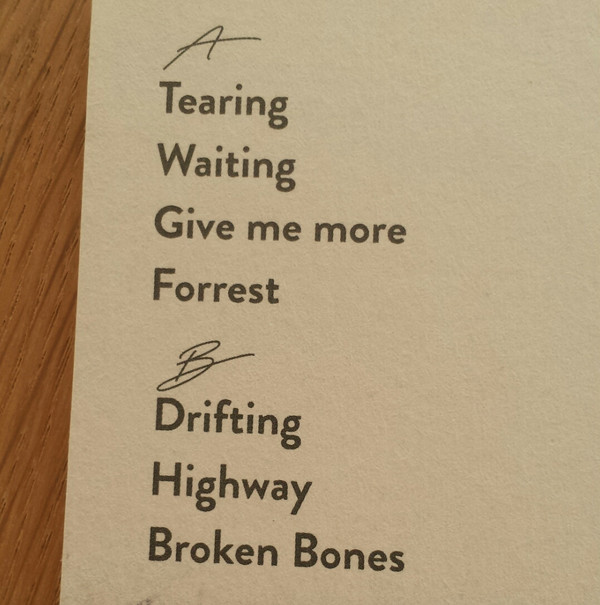 A
Tearing
Waiting
Give me more
Forrest
B
Drifting
Highway
Broken Bones